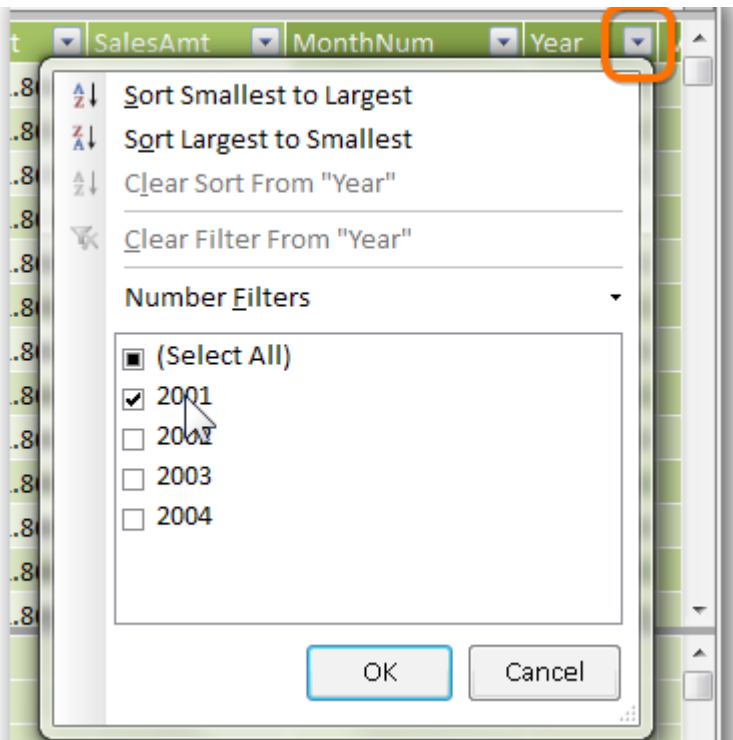 t SalesAmt MonthNum Year
Sort Smallest to Largest
Sort Largest to Smallest
Clear Sort From "Year"
Clear Filter From "Year"
Number Filters
(Select All)
2001
2002
2003
2004
OK Cancel